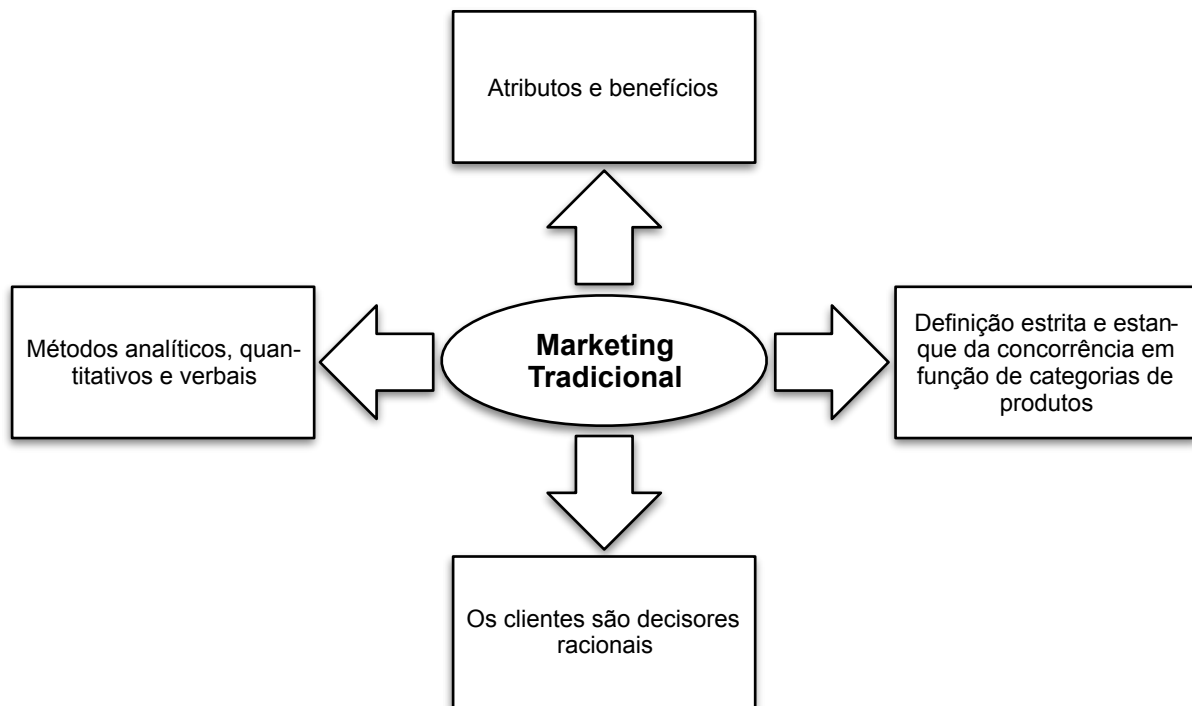 Atributos e benefícios
Métodos analíticos, quan-
titativos e verbais
Marketing
Tradicional
Definição estrita e estan-
que da concorrência em
função de categorias de
produtos
Os clientes são decisores
racionais